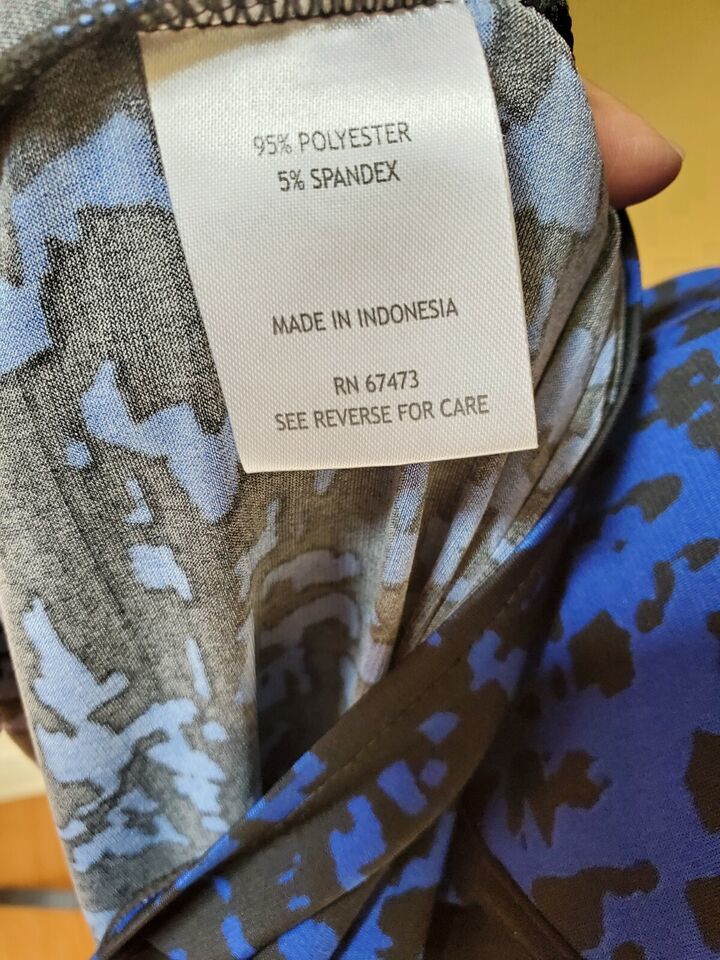 95% POLYESTER
5% SPANDEX
MADE IN INDONESIA
RN 67473
SEE REVERSE FOR CARE